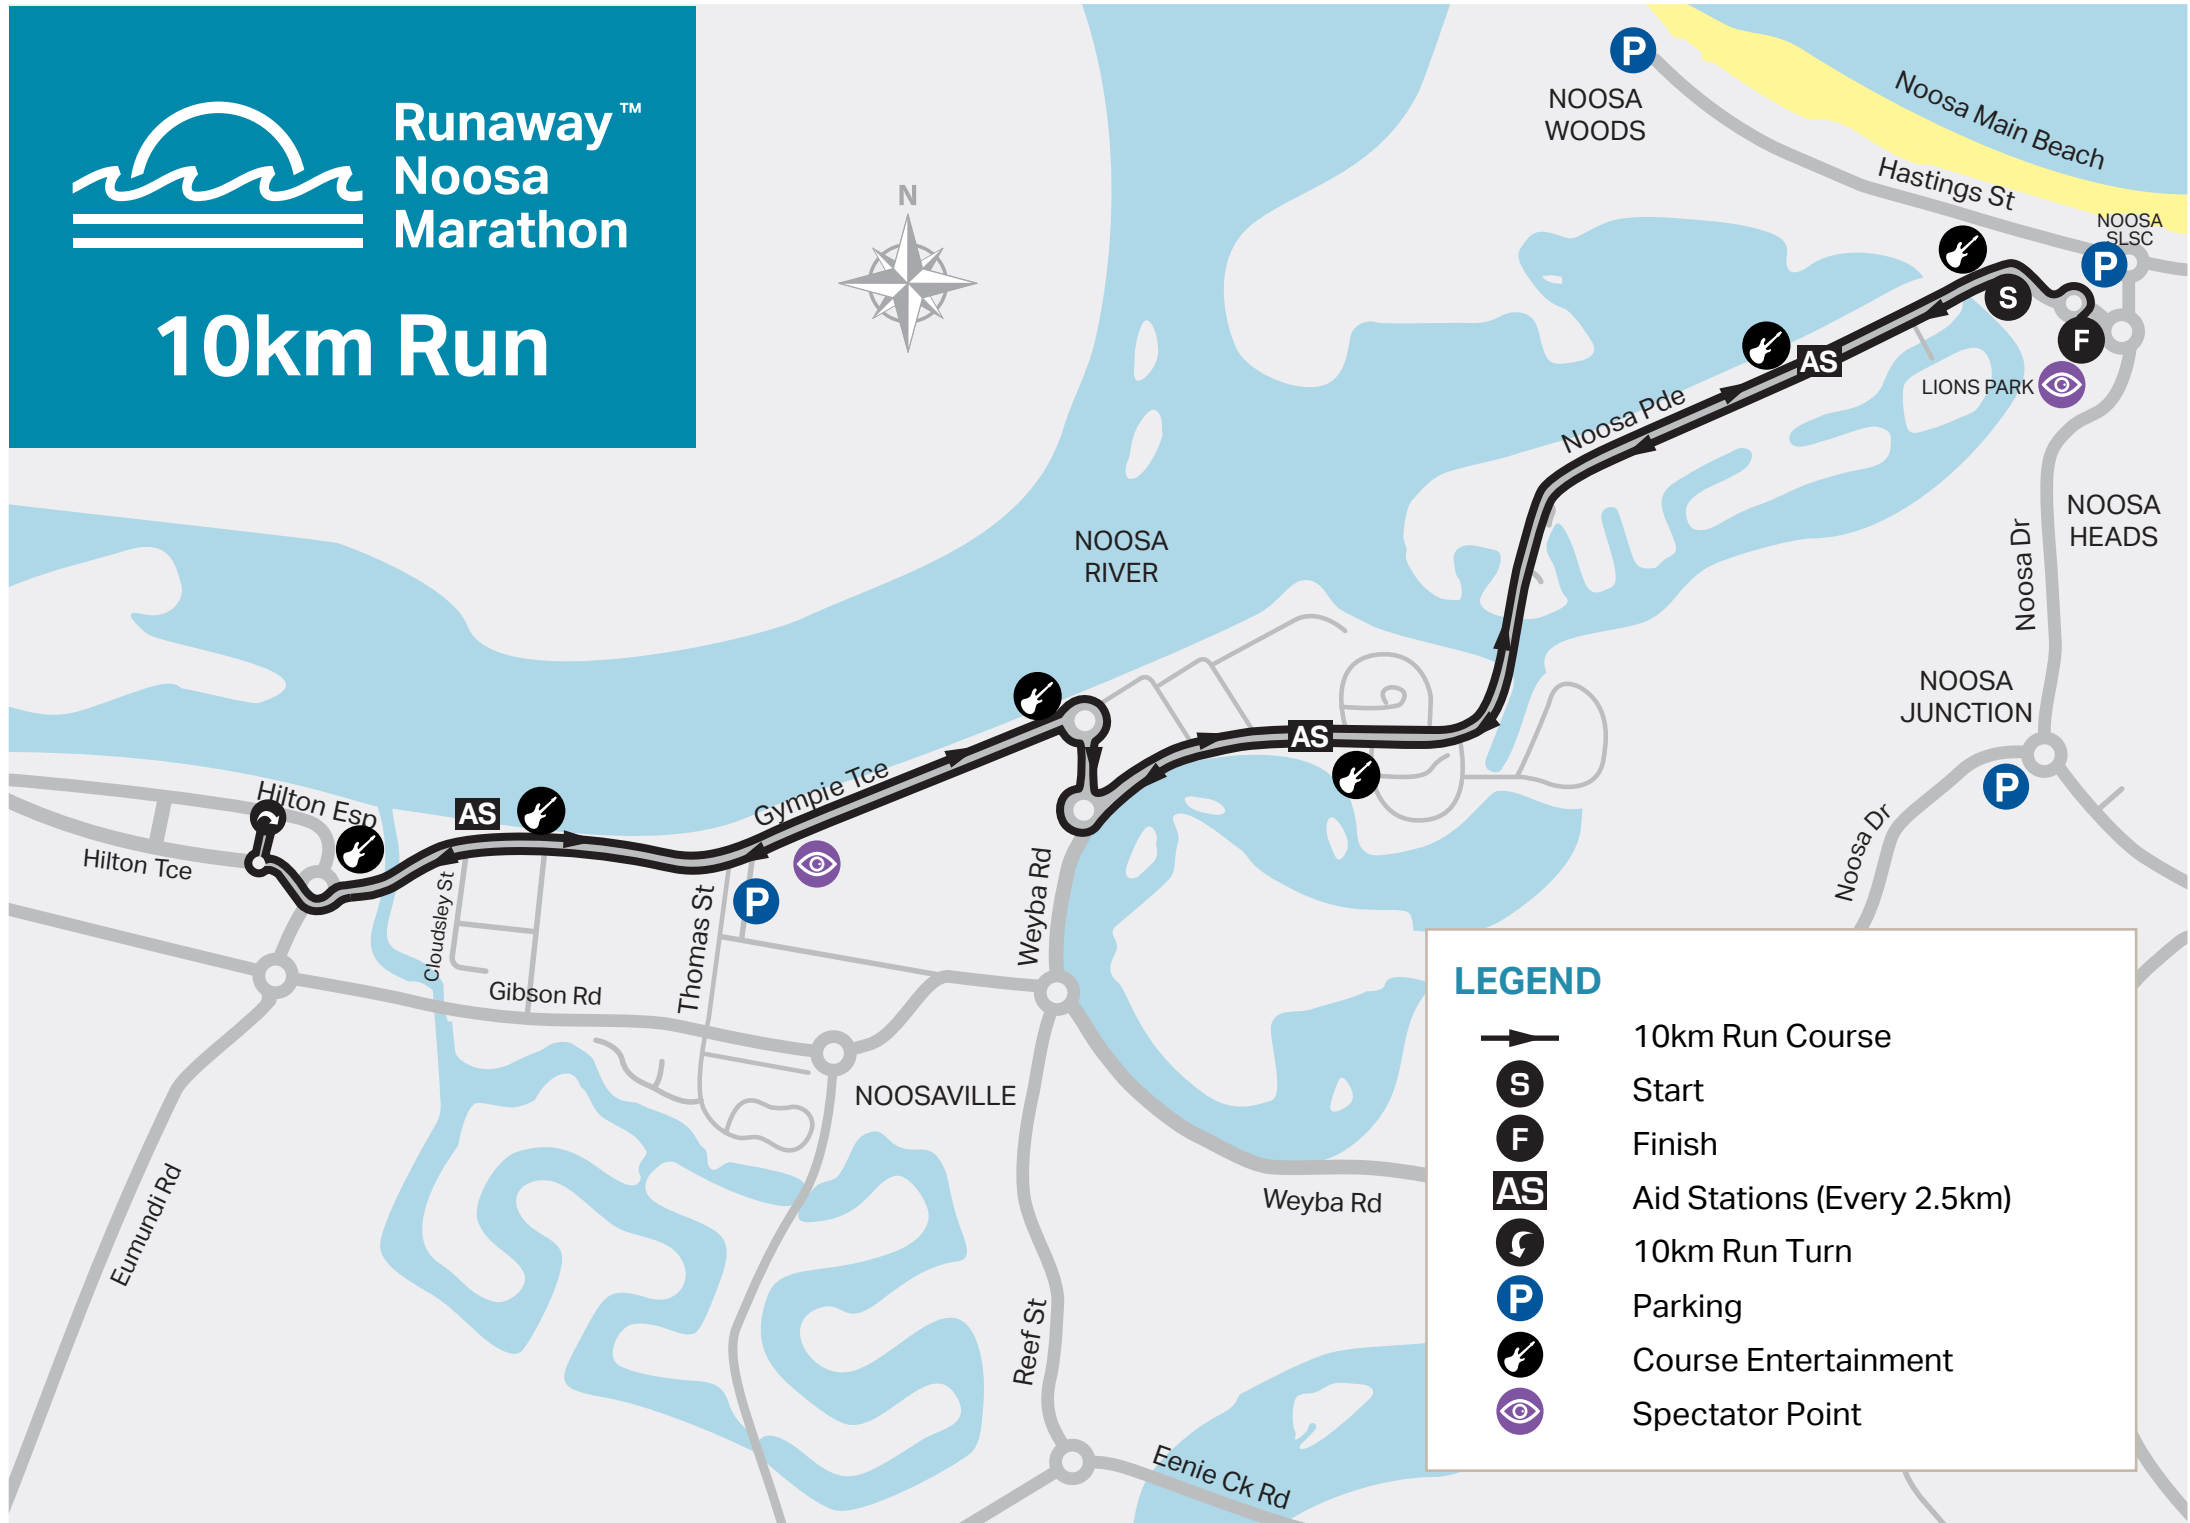 Runaway™
Noosa
Marathon
10km Run
N
P
NOOSA
WOODS
Noosa Main Beach
Hastings St
NOOSA
SLSC
P
S
F
AS
LIONS PARK
Noosa Pde
NOOSA
HEADS
Noosa Dr
NOOSA
RIVER
NOOSA
JUNCTION
P
Noosa Dr
AS
Gympie Tce
Hilton Esp
AS
Hilton Tce
Cloudsley St
Thomas St
P
Weyba Rd
Gibson Rd
NOOSAVILLE
Eumundi Rd
Weyba Rd
Reef St
Eenie Ck Rd
LEGEND
10km Run Course
S Start
F Finish
AS Aid Stations (Every 2.5km)
10km Run Turn
P Parking
Course Entertainment
Spectator Point